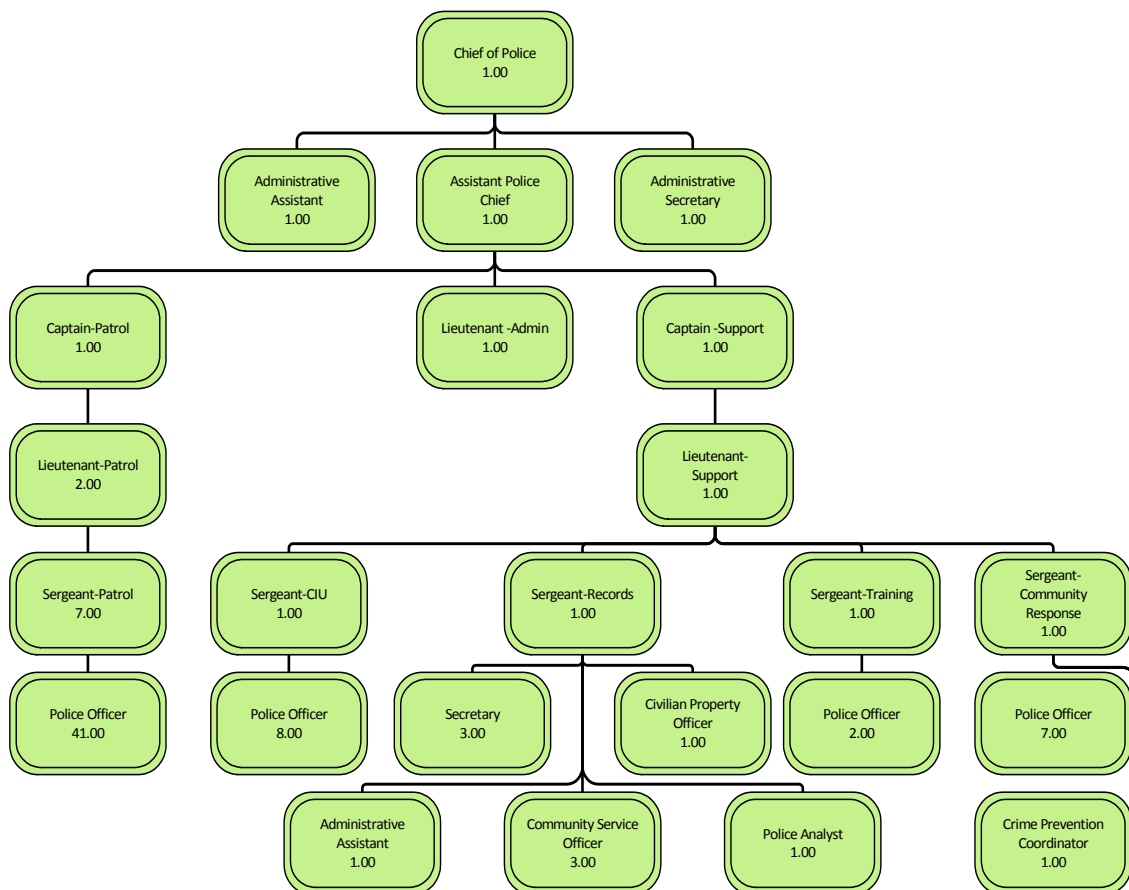 Chief of Police
1.00
Administrative
Assistant
1.00
Assistant Police
Chief
1.00
Administrative
Secretary
1.00
Captain-Patrol
1.00
Lieutenant -Admin
1.00
Captain -Support
1.00
Lieutenant-Patrol
2.00
Lieutenant-
Support
1.00
Sergeant-Patrol
7.00
Sergeant-CIU
1.00
Sergeant-Records
1.00
Sergeant-Training
1.00
Sergeant-
Community
Response
1.00
Police Officer
41.00
Police Officer
8.00
Secretary
3.00
Civilian Property
Officer
1.00
Police Officer
2.00
Police Officer
7.00
Administrative
Assistant
1.00
Community Service
Officer
3.00
Police Analyst
1.00
Crime Prevention
Coordinator
1.00